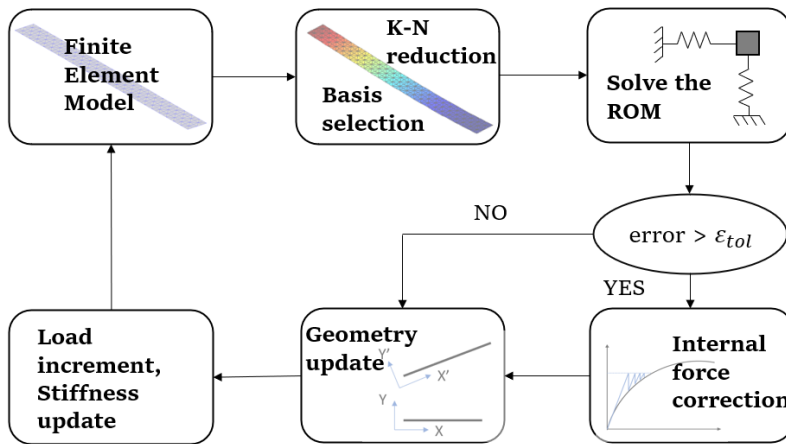 Finite
Element
Model
K-N
reduction
Basis
selection
Solve the
ROM
error > εtol
NO
YES
Internal
force
correction
Geometry
update
Y'
X'
Y
X
Load
increment,
Stiffness
update